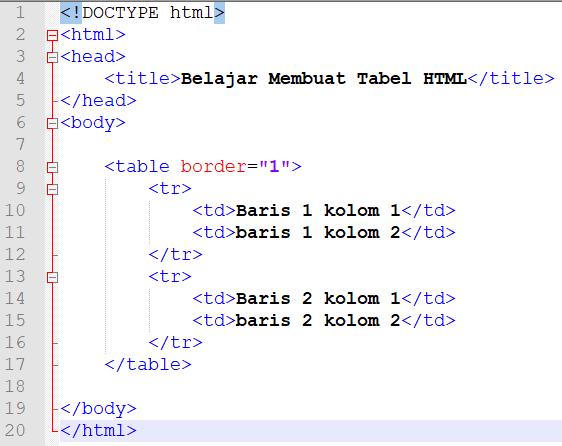 1 <!DOCTYPE html>
2 <html>
3 <head>
4 <title>Belajar Membuat Tabel HTML</title>
5 </head>
6 <body>
7
8 <table border="1">
9 <tr>
10 <td>Baris 1 kolom 1</td>
11 <td>baris 1 kolom 2</td>
12 </tr>
13 <tr>
14 <td>Baris 2 kolom 1</td>
15 <td>baris 2 kolom 2</td>
16 </tr>
17 </table>
18
19 </body>
20 </html>